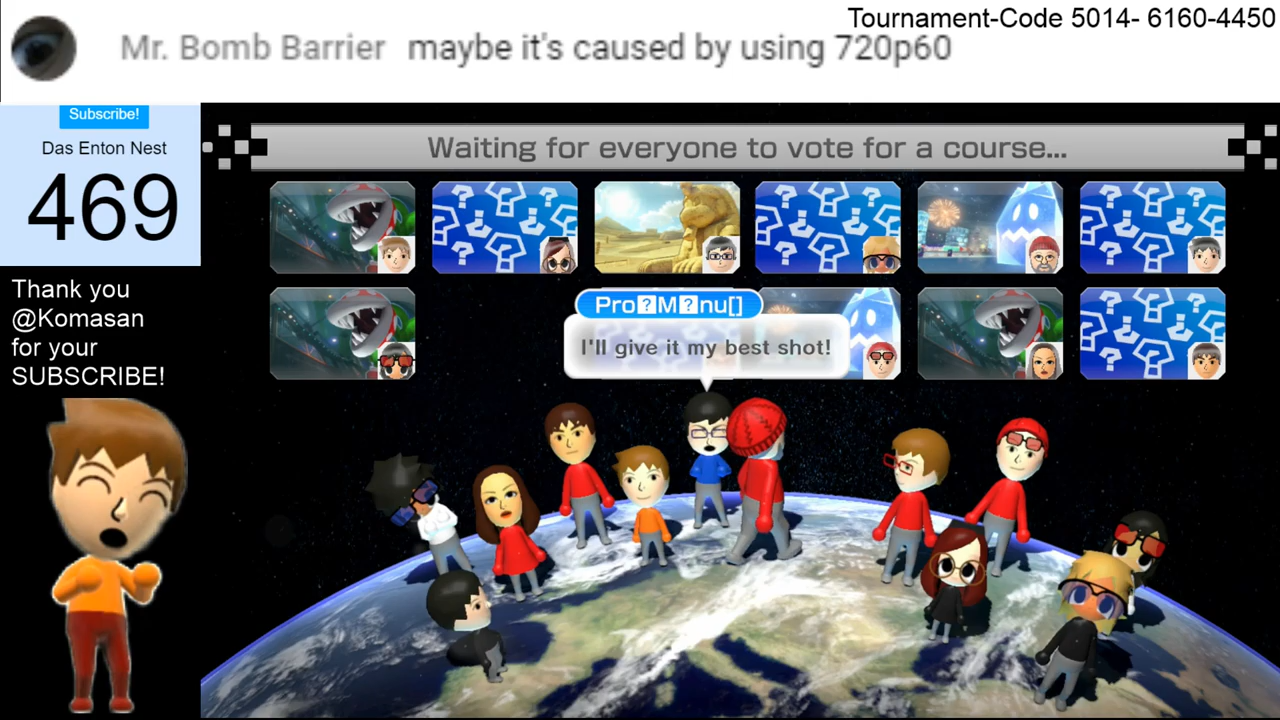 Tournament-Code 5014- 6160-4450
Mr. Bomb Barrier maybe it's caused by using 720p60
Subscribe!
Das Enton Nest
469
Thank you
@Komasan
for your
SUBSCRIBE!
Waiting for everyone to vote for a course...
Pro�M�nu[]
I'll give it my best shot!